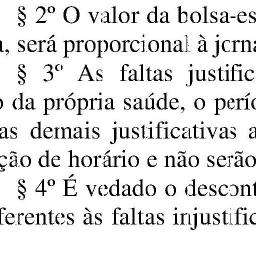 § 2º O valor da bolsa-es
a, será proporcional à jorna
§ 3º As faltas justific
o da própria saúde, o perío
as demais justificativas a
ção de horário e não serão
§ 4º É vedado o descont
ferentes às faltas injustific